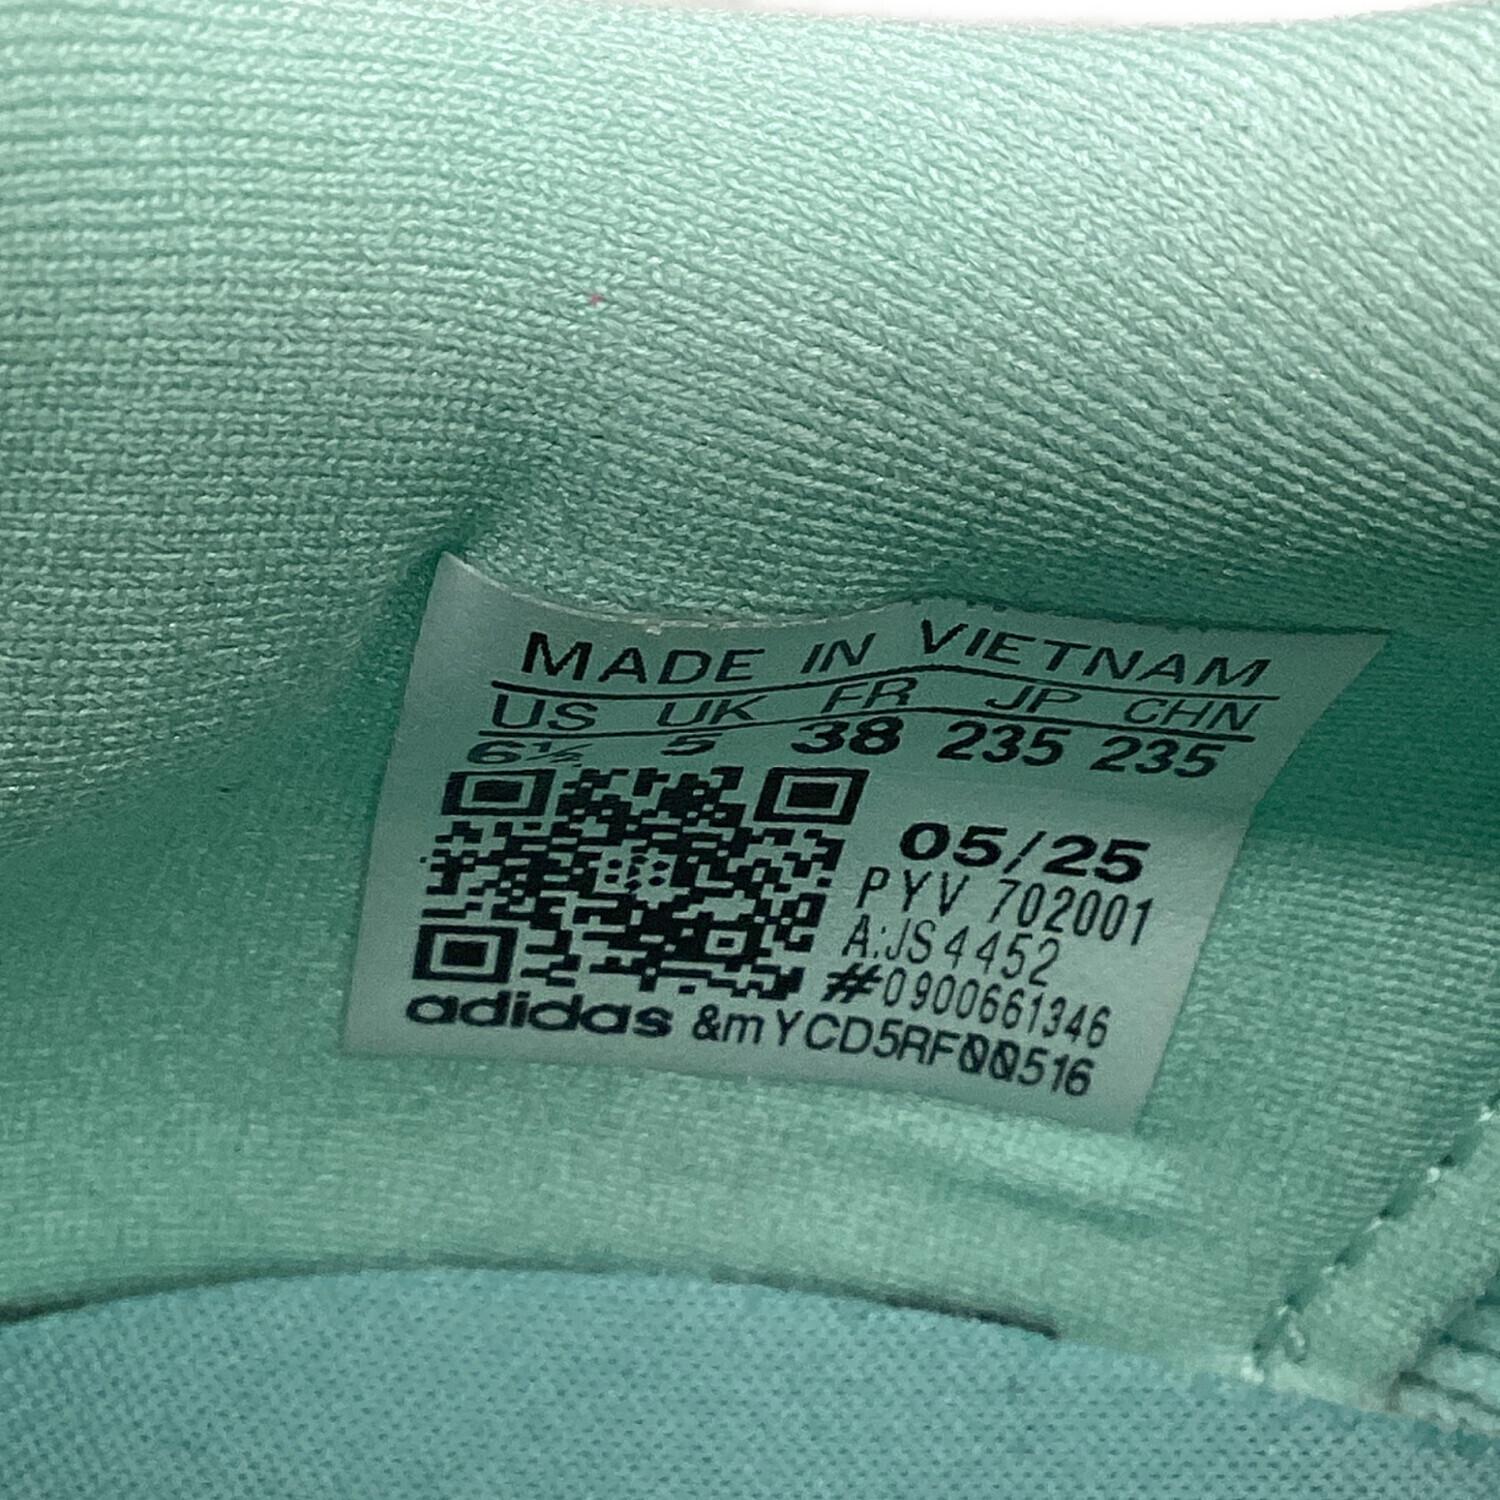 MADE IN VIETNAM
US UK FR JP CHN
6½ 5 38 235 235
05/25
PYV 702001
A:JS4452
#0900661346
adidas &mYCD5RF00516